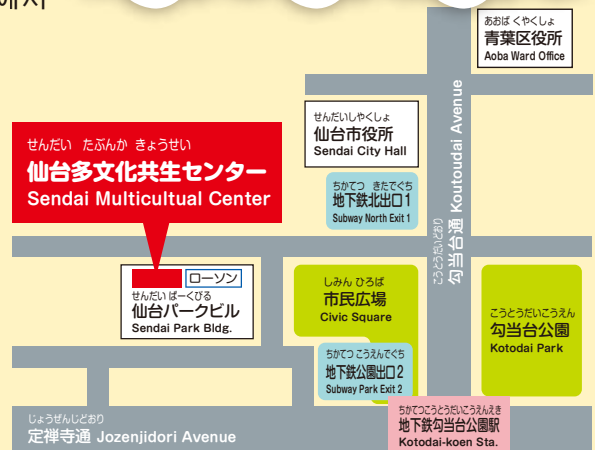 에서
あおば くやくしょ
青葉区役所
Aoba Ward Office
せんだいしやくしょ
仙台市役所
Sendai City Hall
せんだい たぶんか きょうせい
仙台多文化共生センター
Sendai Multicultual Center
ちかてつ きたでぐち
地下鉄北出口1
Subway North Exit 1
こうとうだいどおり
勾当台通 Koutoudai Avenue
ローソン
せんだい ぱーくびる
仙台パークビル
Sendai Park Bldg.
しみん ひろば
市民広場
Civic Square
こうとうだいこうえん
勾当台公園
Kotodai Park
ちかてつ こうえんでぐち
地下鉄公園出口2
Subway Park Exit 2
じょうぜんじどおり
定禅寺通 Jozenjidori Avenue
ちかてつこうとうだいこうえんえき
地下鉄勾当台公園駅
Kotodai-koen Sta.